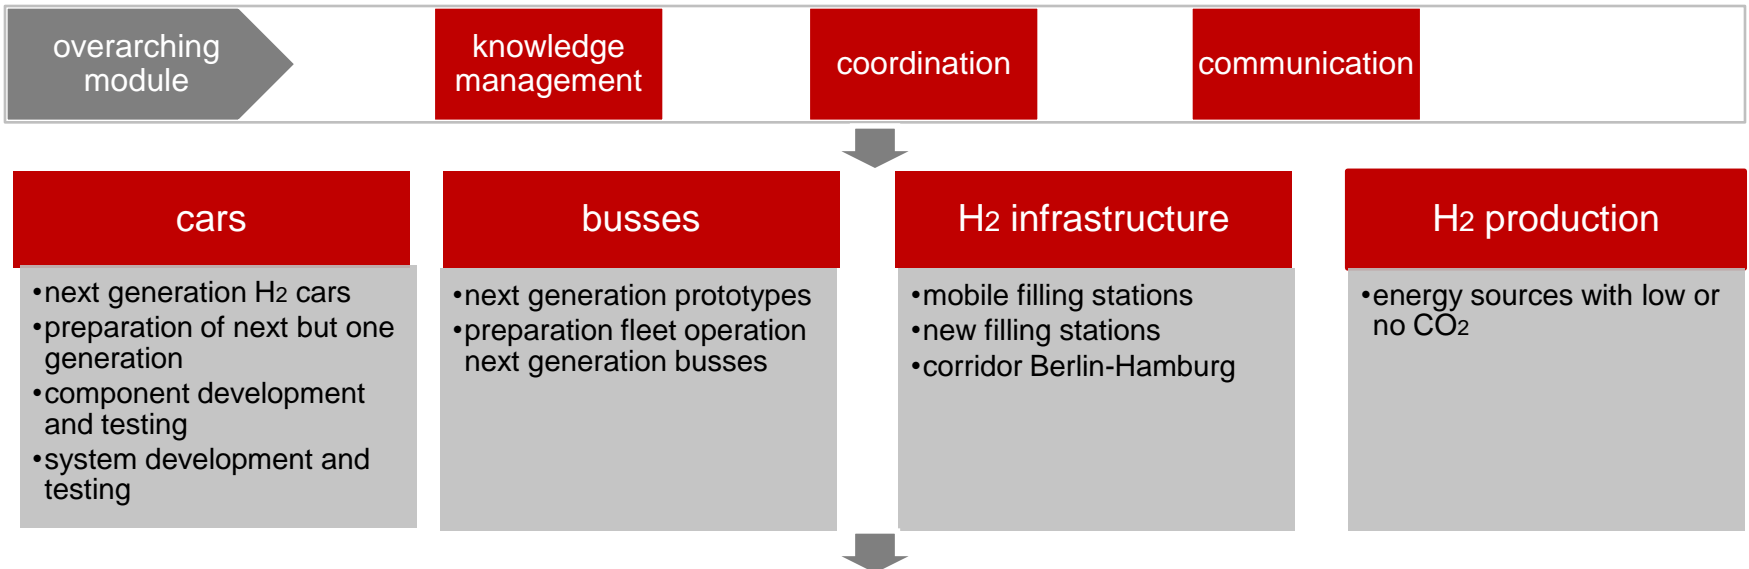 overarching
module
knowledge
management
coordination
communication
cars
•next generation H2 cars
•preparation of next but one
generation
•component development
and testing
•system development and
testing
busses
•next generation prototypes
•preparation fleet operation
next generation busses
H2 infrastructure
•mobile filling stations
•new filling stations
•corridor Berlin-Hamburg
H2 production
•energy sources with low or
no CO2